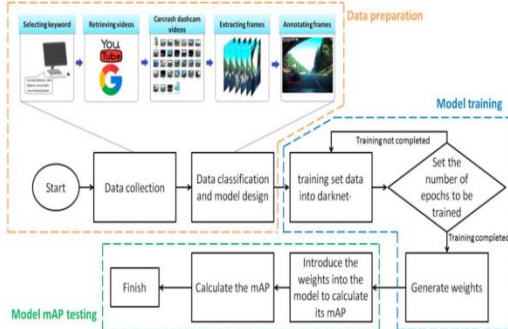 Selecting keyword
Retrieving videos
Carcrash dashcam
videos
Extracting frames
Annotating frames
Data preparation
You
Tube
G
Model training
Training not completed
Start
Data collection
Data classification
and model design
training set data
into darknet-
Set the
number of
epochs to be
trained
Training completed
Finish
Calculate the mAP
Introduce the
weights into the
model to calculate
its mAP
Generate weights
Model mAP testing